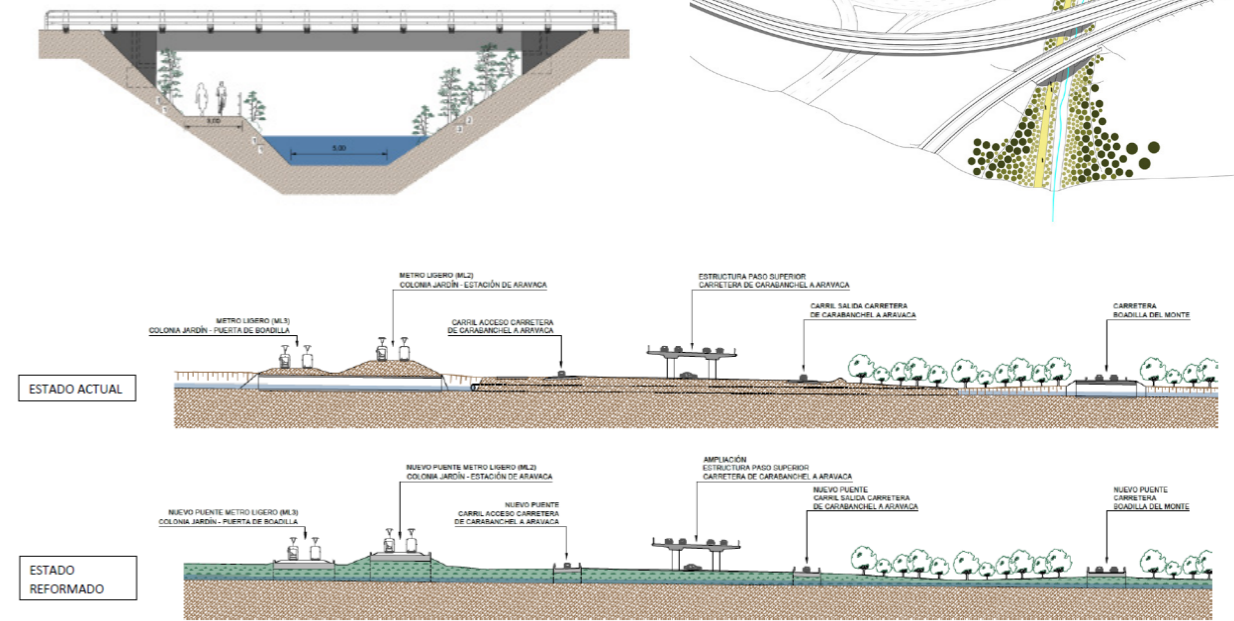 3,00
5,00
METRO LIGERO (ML2)
COLONIA JARDÍN - ESTACIÓN DE ARAVACA
ESTRUCTURA PASO SUPERIOR
CARRETERA DE CARABANCHEL A ARAVACA
METRO LIGERO (ML3)
COLONIA JARDÍN - PUERTA DE BOADILLA
CARRIL ACCESO CARRETERA
DE CARABANCHEL A ARAVACA
CARRIL SALIDA CARRETERA
DE CARABANCHEL A ARAVACA
CARRETERA
BOADILLA DEL MONTE
ESTADO ACTUAL
NUEVO PUENTE METRO LIGERO (ML2)
COLONIA JARDÍN - ESTACIÓN DE ARAVACA
AMPLIACIÓN
ESTRUCTURA PASO SUPERIOR
CARRETERA DE CARABANCHEL A ARAVACA
NUEVO PUENTE METRO LIGERO (ML3)
COLONIA JARDÍN - PUERTA DE BOADILLA
NUEVO PUENTE
CARRIL ACCESO CARRETERA
DE CARABANCHEL A ARAVACA
NUEVO PUENTE
CARRIL SALIDA CARRETERA
DE CARABANCHEL A ARAVACA
NUEVO PUENTE
CARRETERA
BOADILLA DEL MONTE
ESTADO
REFORMADO